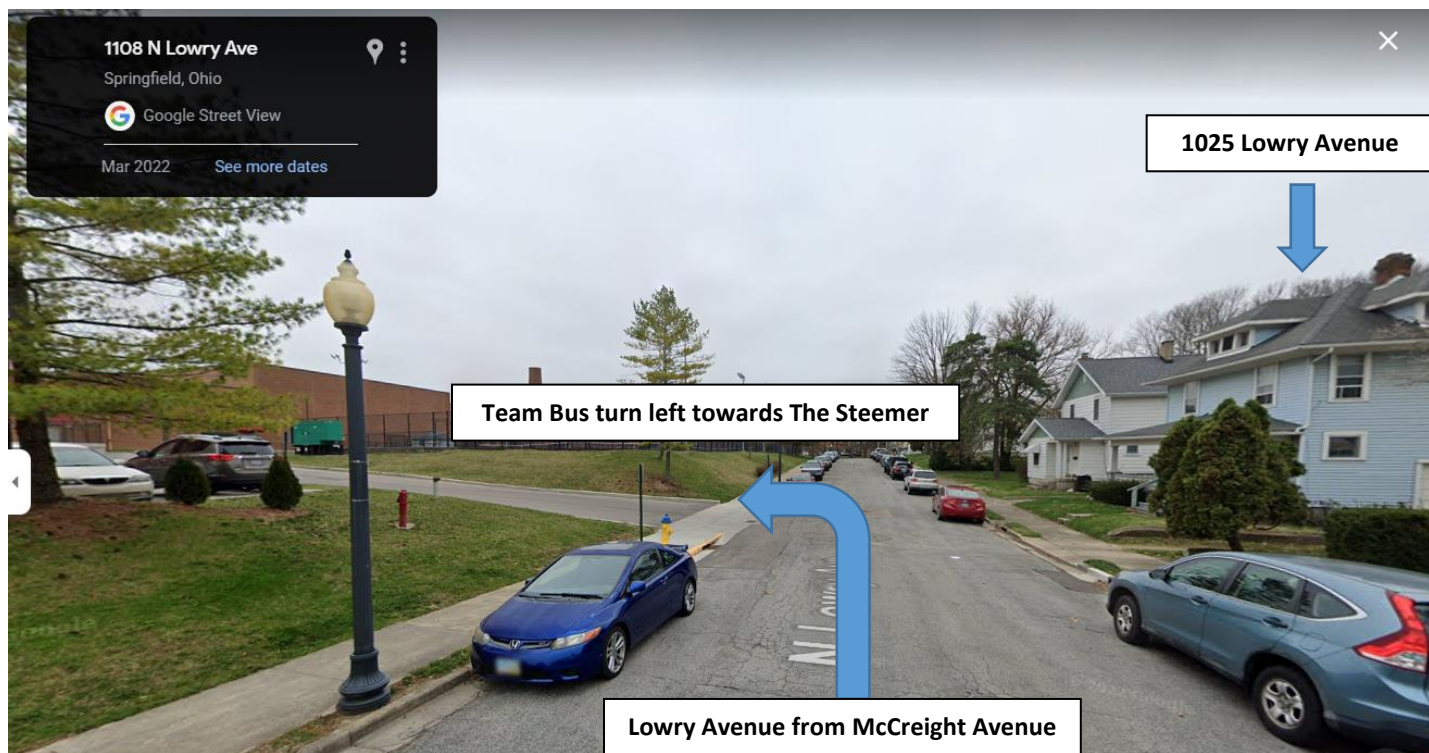 1108 N Lowry Ave
Springfield, Ohio
Google Street View
Mar 2022 See more dates
1025 Lowry Avenue
Team Bus turn left towards The Steemer
N Low
Lowry Avenue from McCreight Avenue